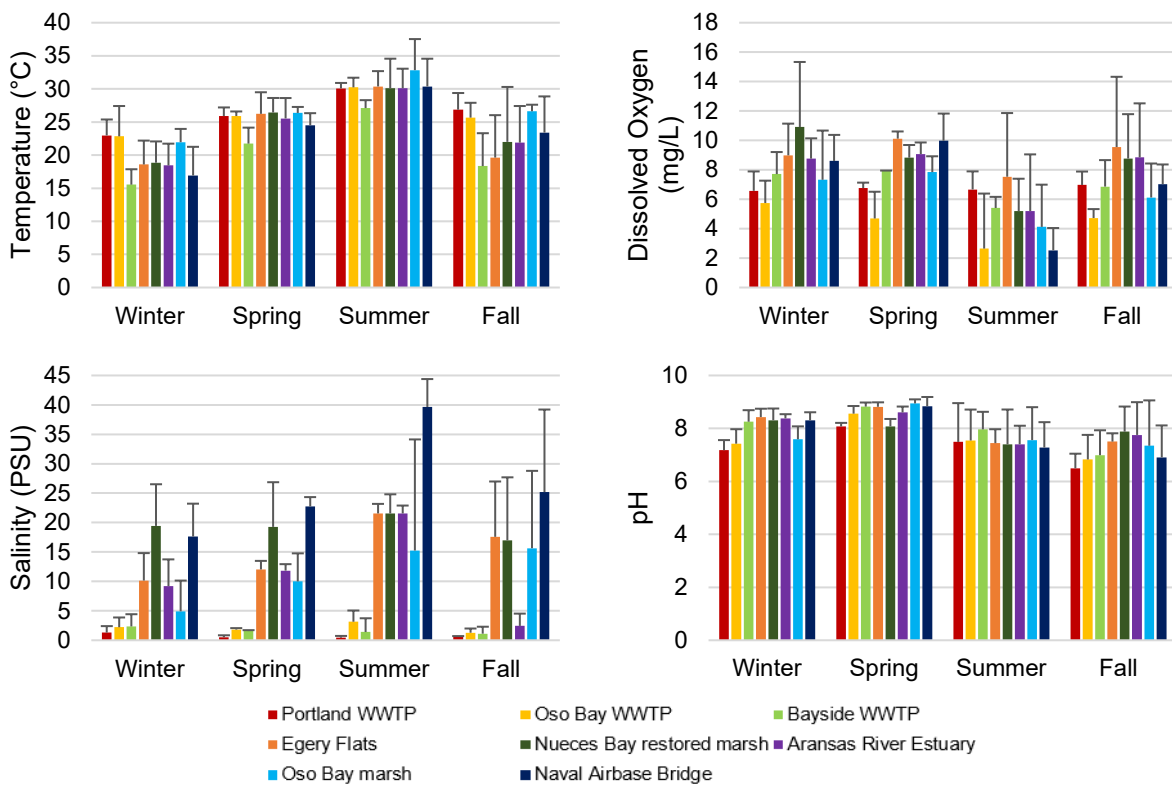 Temperature (°C)
40
35
30
25
20
15
10
5
0
Winter Spring Summer Fall
Dissolved Oxygen
(mg/L)
18
16
14
12
10
8
6
4
2
0
Winter Spring Summer Fall
Salinity (PSU)
45
40
35
30
25
20
15
10
5
0
Winter Spring Summer Fall
pH
10
8
6
4
2
0
Winter Spring Summer Fall
Portland WWTP Oso Bay WWTP Bayside WWTP
Egery Flats Nueces Bay restored marsh Aransas River Estuary
Oso Bay marsh Naval Airbase Bridge